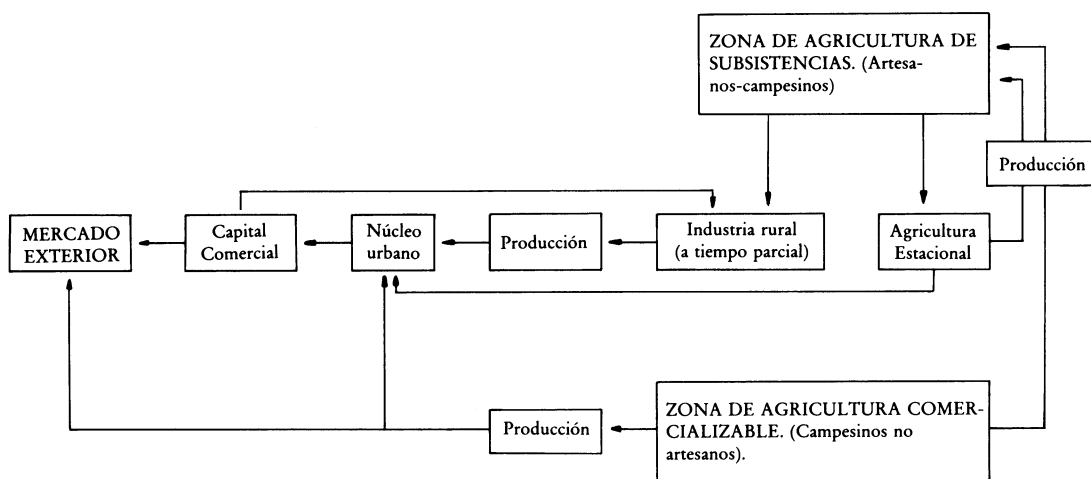 ZONA DE AGRICULTURA DE
SUBSISTENCIAS. (Artesa-
nos-campesinos)
Producción
MERCADO
EXTERIOR
Capital
Comercial
Núcleo
urbano
Producción
Industria rural
(a tiempo parcial)
Agricultura
Estacional
Producción
ZONA DE AGRICULTURA COMER-
CIALIZABLE. (Campesinos no
artesanos).